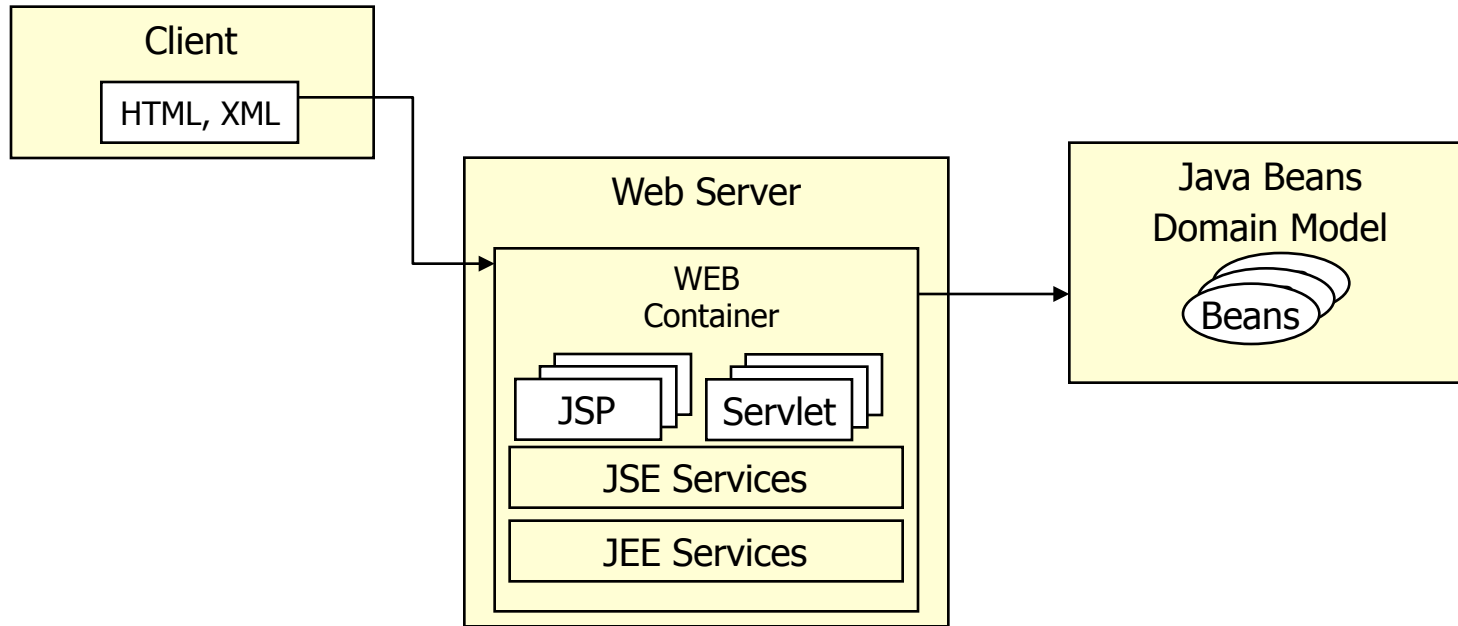 Client
HTML, XML
Web Server
WEB
Container
JSP
Servlet
JSE Services
JEE Services
Java Beans
Domain Model
Beans